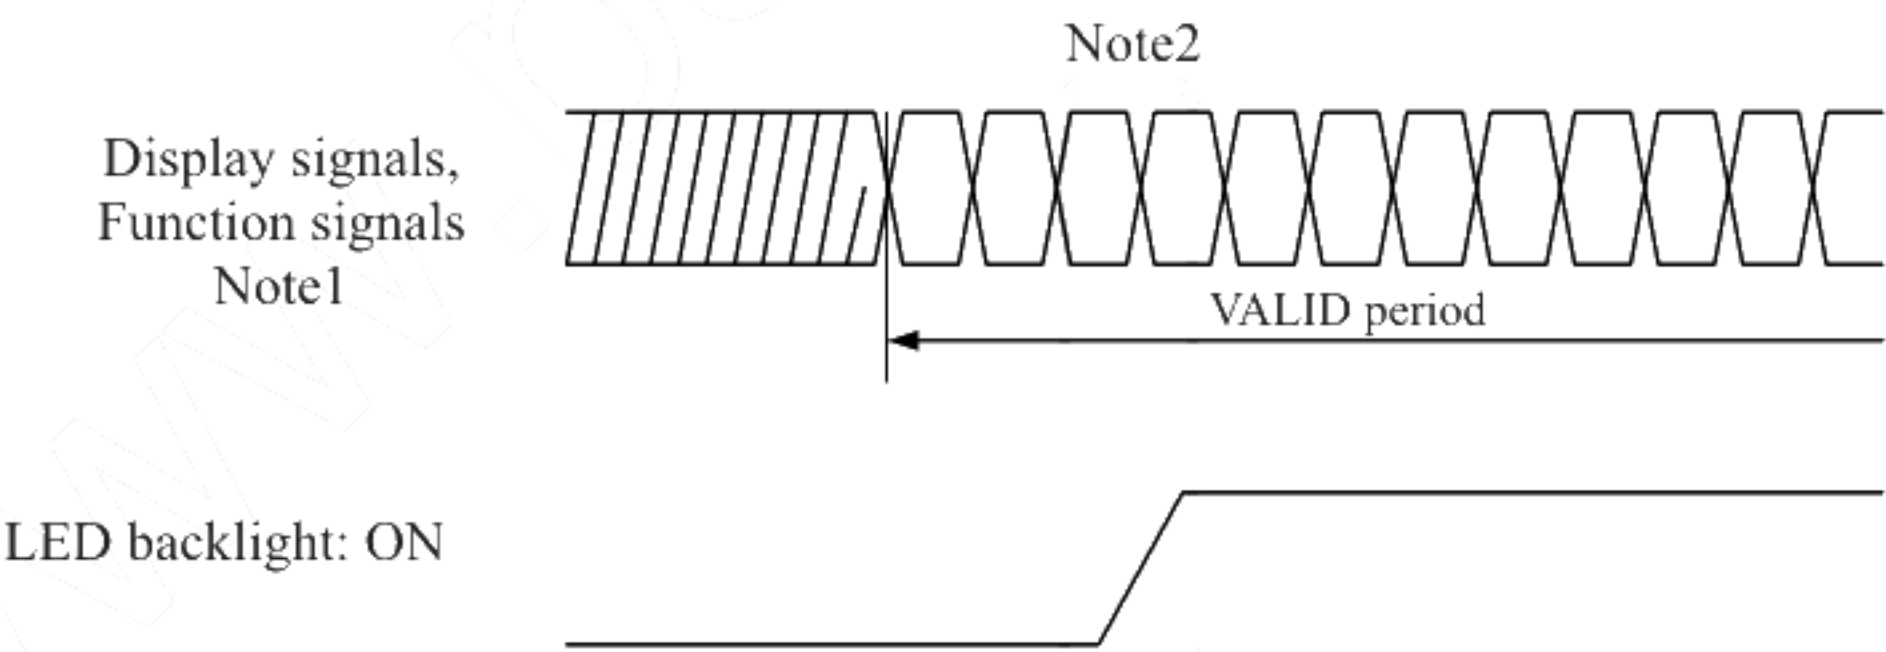 Note2
Display signals,
Function signals
Note1
VALID period
LED backlight: ON